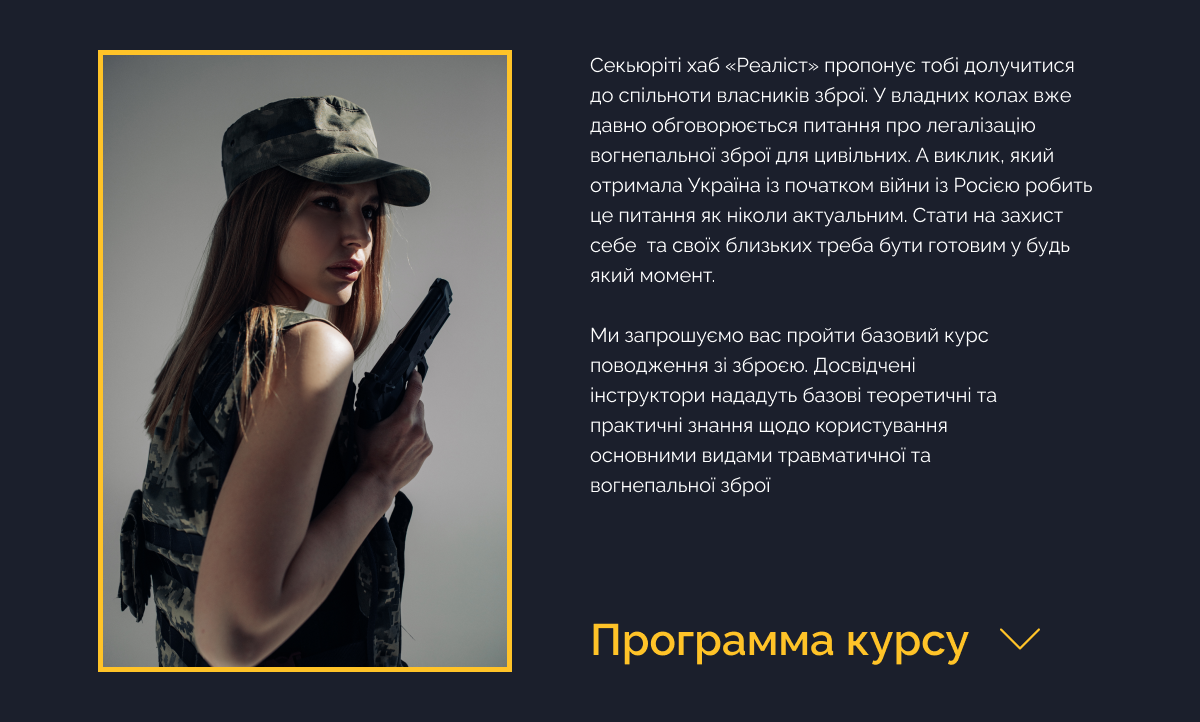 Секьюріті хаб «Реаліст» пропонує тобі долучитися
до спільноти власників зброї. У владних колах вже
давно обговорюється питання про легалізацію
вогнепальної зброї для цивільних. А виклик, який
отримала Україна із початком війни із Росією робить
це питання як ніколи актуальним. Стати на захист
себе  та своїх близьких треба бути готовим у будь
який момент.
Ми запрошуємо вас пройти базовий курс
поводження зі зброєю. Досвідчені
інструктори нададуть базові теоретичні та
практичні знання щодо користування
основними видами травматичної та
вогнепальної зброї
Программа курсу